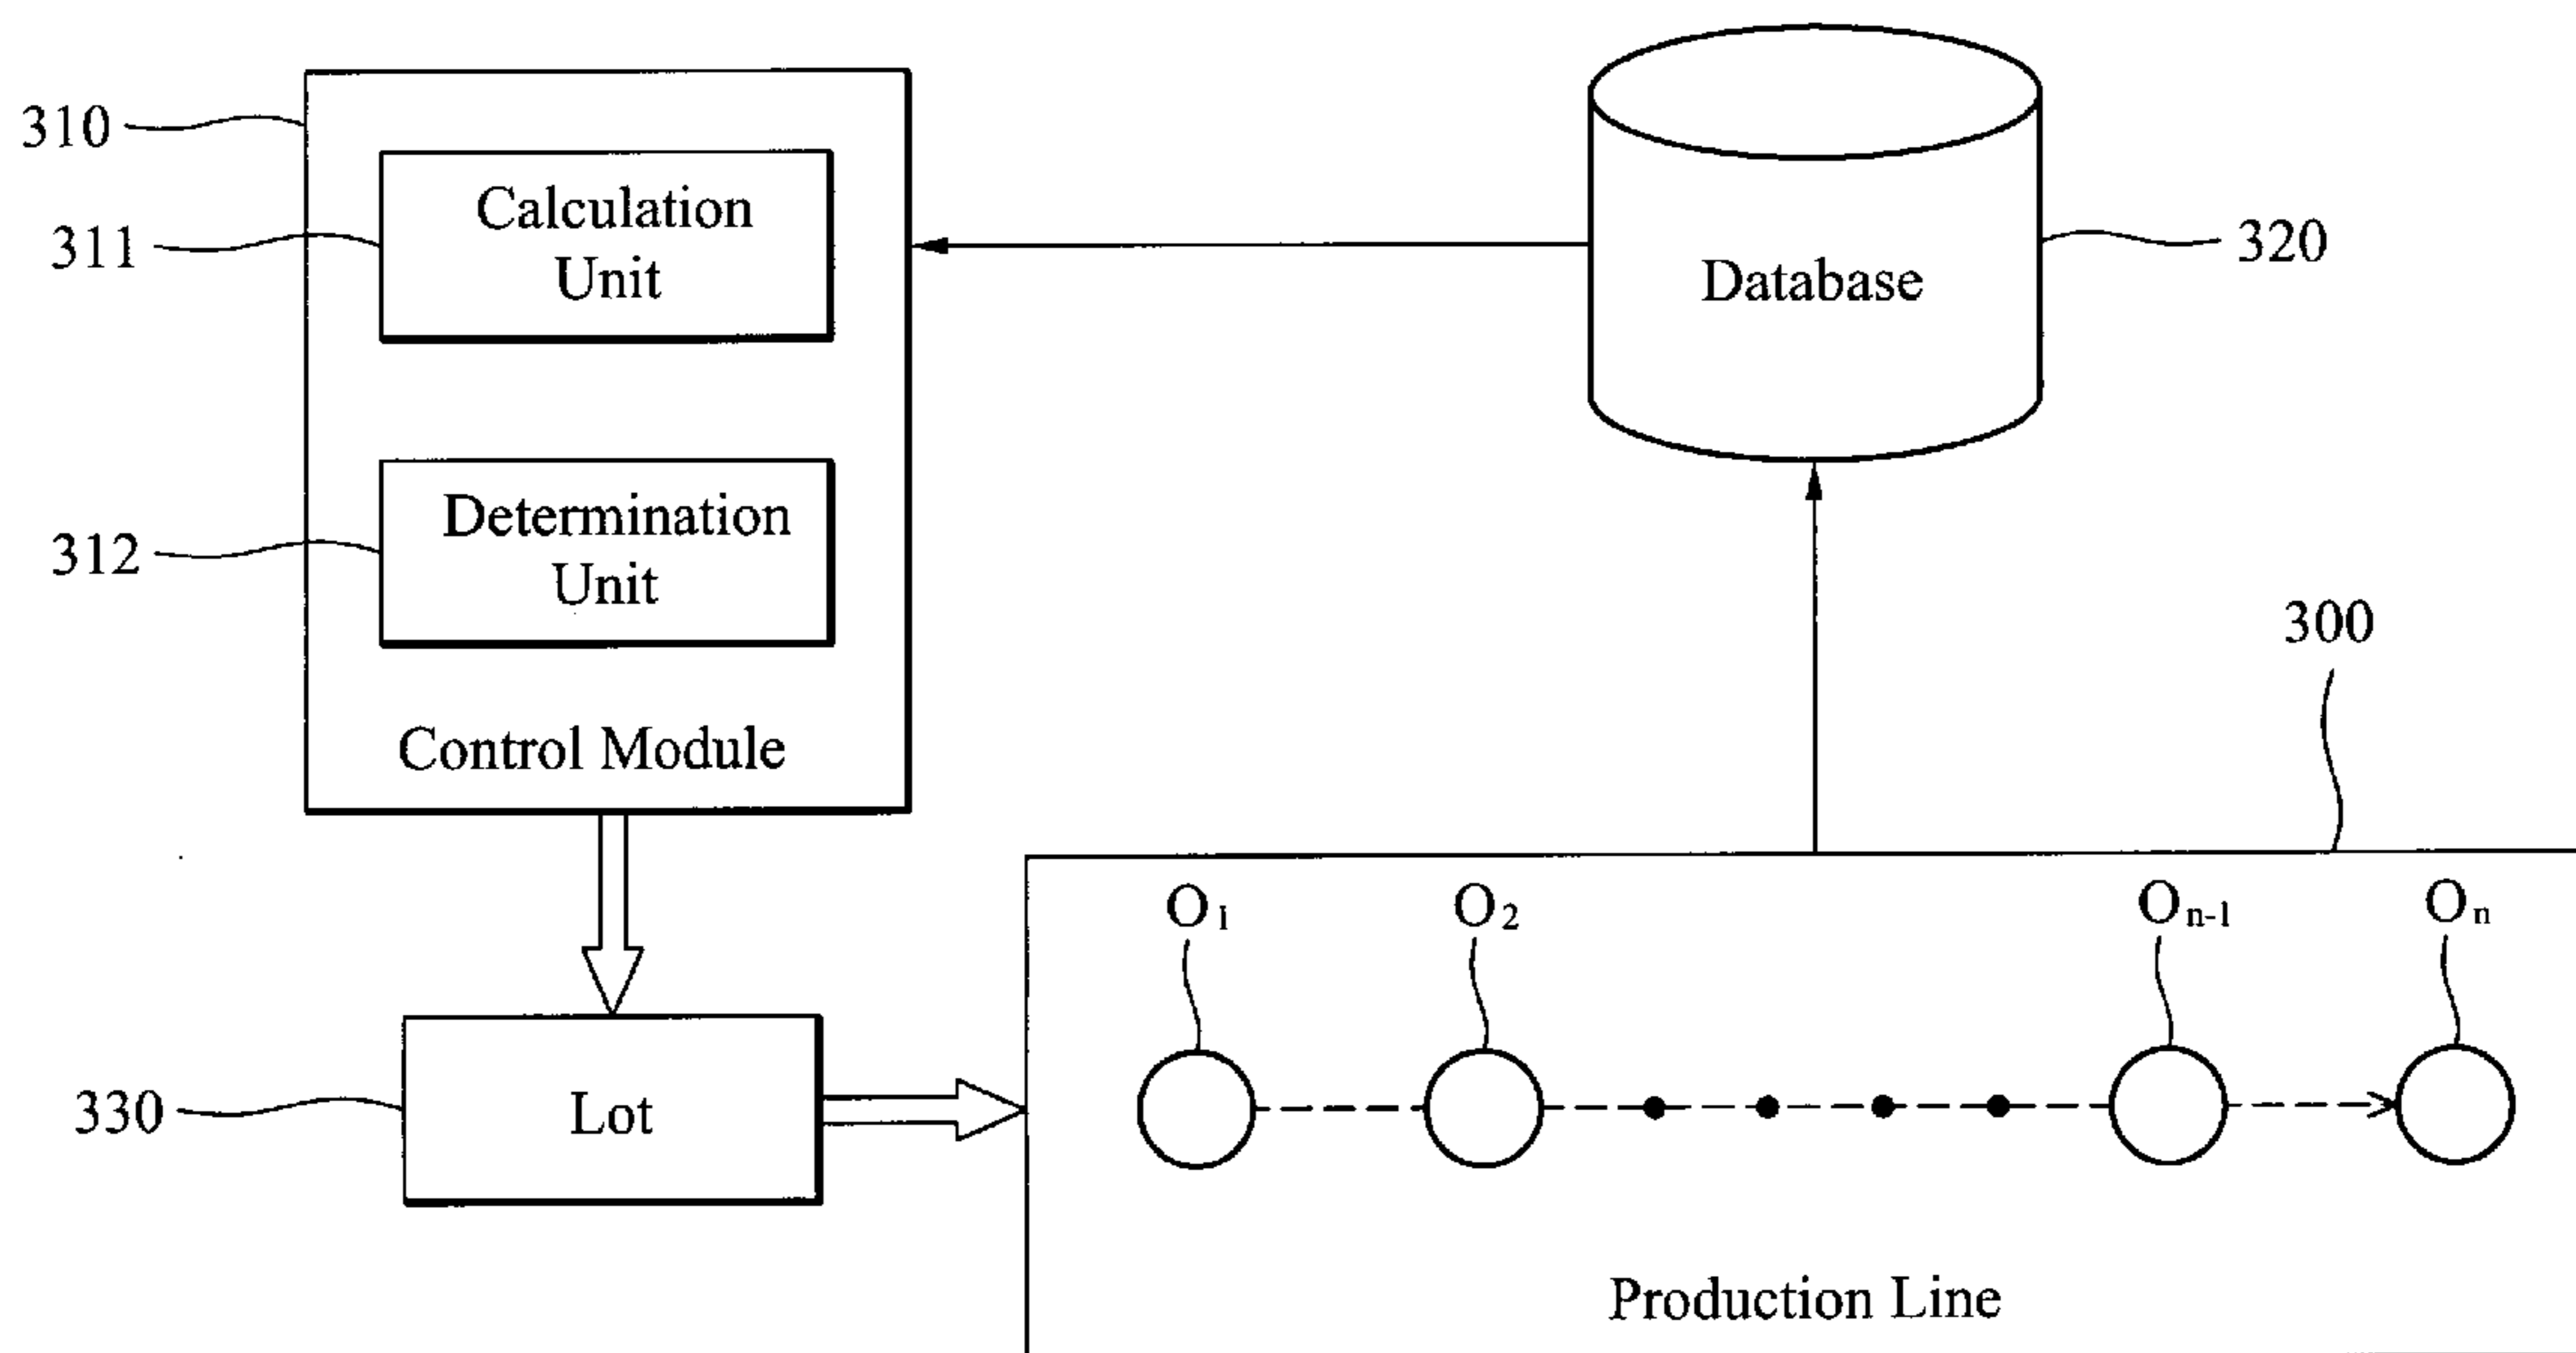 310
Calculation
Unit
311
Determination
Unit
312
Control Module
Database
320
300
O1
O2
On-1
On
330
Lot
Production Line